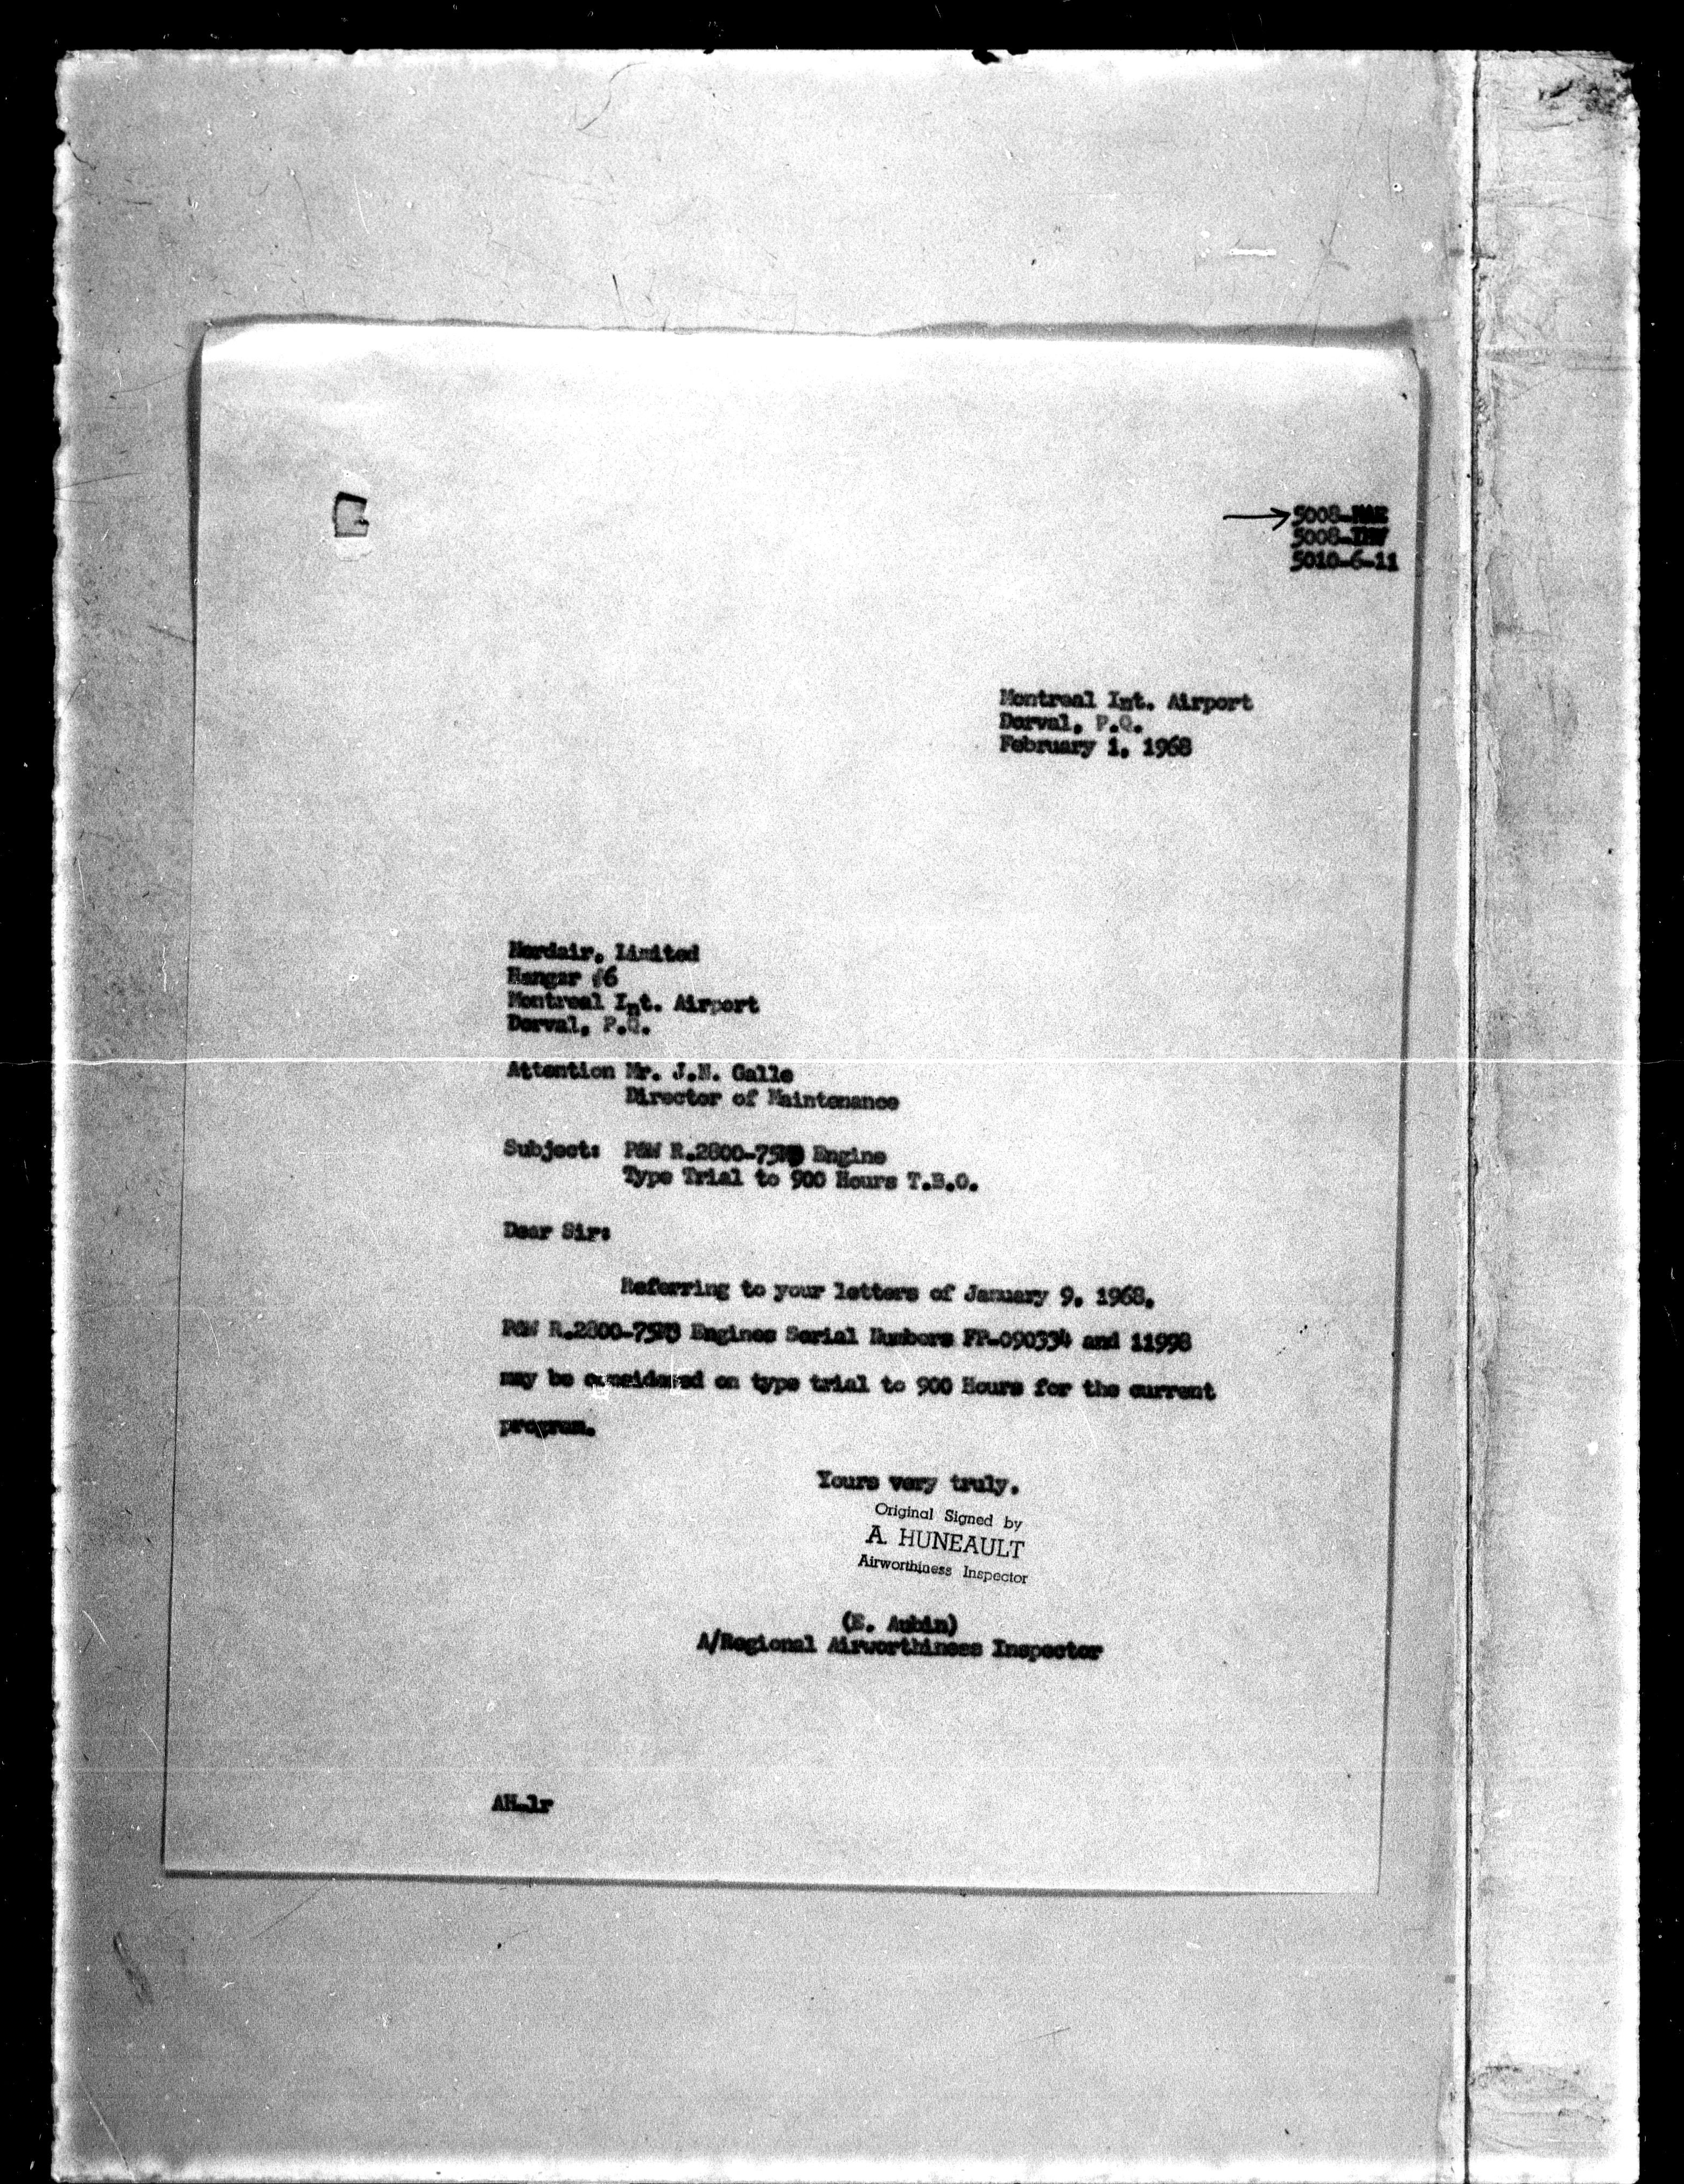 5008-
5008-
5010-6-11
Montreal Int. Airport
Dorval, P.Q.
February 1, 1968
Nordair, Limited
Hangar #6
Montreal Int. Airport
Dorval, P.Q.
Attention Mr. J.N. Galle
Director of Maintenance
Subject: P&W R.2800- Engine
Type Trial to 900 Hours T.B.O.
Dear Sir:
Referring to your letters of January 9, 1968,
P&W R.2800- Engines Serial Numbers FP-090334 and 11998
may be considered on type trial to 900 Hours for the current
program.
Yours very truly,
Original Signed by
A. HUNEAULT
Airworthiness Inspector
(E. Aubin)
A/Regional Airworthiness Inspector
AH-lr